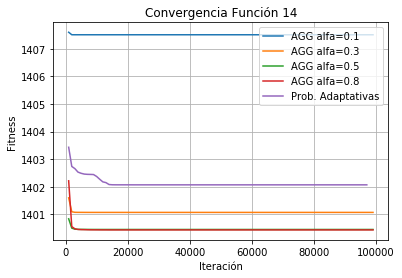 Convergencia Función 14
1407
1406
1405
1404
1403
1402
1401
Fitness
AGG alfa=0.1
AGG alfa=0.3
AGG alfa=0.5
AGG alfa=0.8
Prob. Adaptativas
0 20000 40000 60000 80000 100000
Iteración